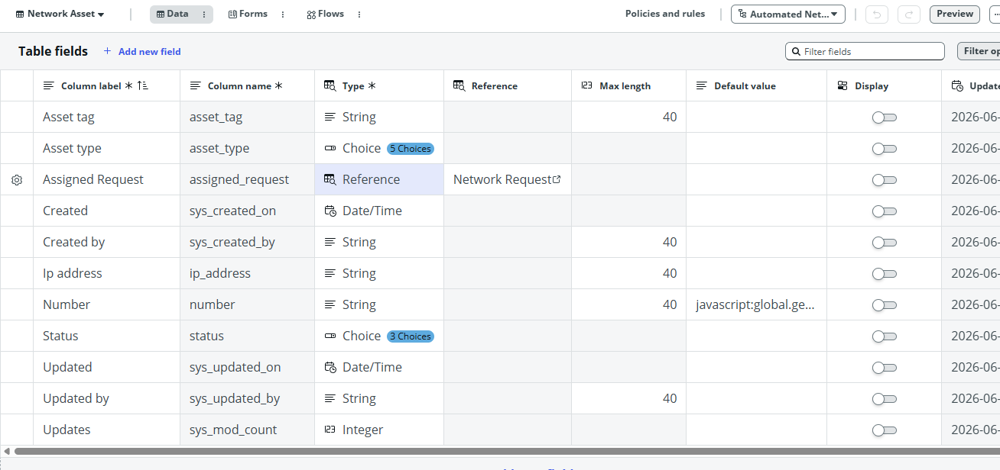 Network Asset Data Forms Flows Policies and rules Automated Net... Preview ...
Table fields + Add new field Filter fields Filter op
Column label * Column name * Type * Reference Max length Default value Display Update
Asset tag asset_tag String 40 2026-06-
Asset type asset_type Choice 5 Choices 2026-06-
Assigned Request assigned_request Reference Network Request 2026-06-
Created sys_created_on Date/Time 2026-06-
Created by sys_created_by String 40 2026-06-
Ip address ip_address String 40 2026-06-
Number number String 40 javascript:global.ge... 2026-06-
Status status Choice 3 Choices 2026-06-
Updated sys_updated_on Date/Time 2026-06-
Updated by sys_updated_by String 40 2026-06-
Updates sys_mod_count Integer 2026-06-